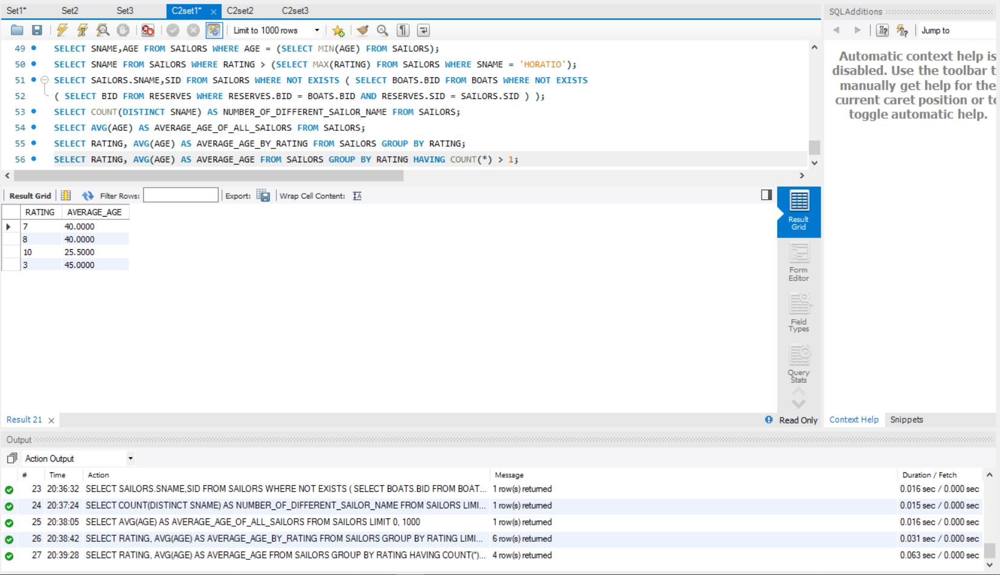 Set1* Set2 Set3 C2set1* C2set2 C2set3
SQLAdditions
Limit to 1000 rows
Jump to
49 SELECT SNAME,AGE FROM SAILORS WHERE AGE = (SELECT MIN(AGE) FROM SAILORS);
50 SELECT SNAME FROM SAILORS WHERE RATING > (SELECT MAX(RATING) FROM SAILORS WHERE SNAME = 'HORATIO');
51 SELECT SAILORS.SNAME,SID FROM SAILORS WHERE NOT EXISTS ( SELECT BOATS.BID FROM BOATS WHERE NOT EXISTS
52 ( SELECT BID FROM RESERVES WHERE RESERVES.BID = BOATS.BID AND RESERVES.SID = SAILORS.SID ) );
53 SELECT COUNT(DISTINCT SNAME) AS NUMBER_OF_DIFFERENT_SAILOR_NAME FROM SAILORS;
54 SELECT AVG(AGE) AS AVERAGE_AGE_OF_ALL_SAILORS FROM SAILORS;
55 SELECT RATING, AVG(AGE) AS AVERAGE_AGE_BY_RATING FROM SAILORS GROUP BY RATING;
56 SELECT RATING, AVG(AGE) AS AVERAGE_AGE FROM SAILORS GROUP BY RATING HAVING COUNT(*) > 1;
Automatic context help is
disabled. Use the toolbar t
manually get help for the
current caret position or to
toggle automatic help.
Result Grid Filter Rows: Export: Wrap Cell Content:
RATING AVERAGE_AGE
7 40.0000
8 40.0000
10 25.5000
3 45.0000
Result
Grid
Form
Editor
Field
Types
Query
Stats
Result 21
Read Only
Context Help Snippets
Output
Action Output
# Time Action Message Duration / Fetch
23 20:36:32 SELECT SAILORS.SNAME,SID FROM SAILORS WHERE NOT EXISTS ( SELECT BOATS.BID FROM BOAT... 1 row(s) returned 0.016 sec / 0.000 sec
24 20:37:24 SELECT COUNT(DISTINCT SNAME) AS NUMBER_OF_DIFFERENT_SAILOR_NAME FROM SAILORS LIMI... 1 row(s) returned 0.015 sec / 0.000 sec
25 20:38:05 SELECT AVG(AGE) AS AVERAGE_AGE_OF_ALL_SAILORS FROM SAILORS LIMIT 0, 1000 1 row(s) returned 0.016 sec / 0.000 sec
26 20:38:42 SELECT RATING, AVG(AGE) AS AVERAGE_AGE_BY_RATING FROM SAILORS GROUP BY RATING LIMI... 6 row(s) returned 0.031 sec / 0.000 sec
27 20:39:28 SELECT RATING, AVG(AGE) AS AVERAGE_AGE FROM SAILORS GROUP BY RATING HAVING COUNT(*)... 4 row(s) returned 0.063 sec / 0.000 sec